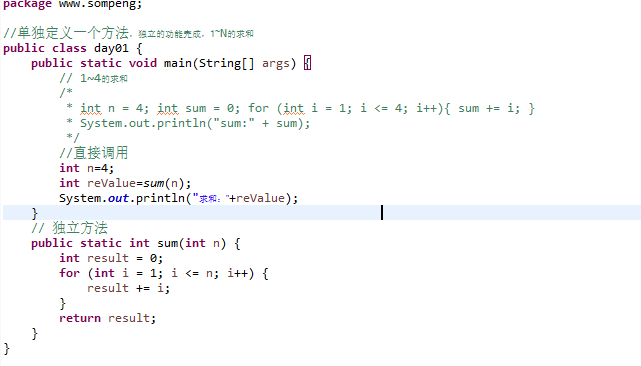 package www.sompeng;
//单独定义一个方法，独立的功能完成，1~N的求和
public class day01 {
public static void main(String[] args) {
// 1~4的求和
/*
* int n = 4; int sum = 0; for (int i = 1; i <= 4; i++){ sum += i; }
* System.out.println("sum:" + sum);
*/
//直接调用
int n=4;
int reValue=sum(n);
System.out.println("求和："+reValue);
}
// 独立方法
public static int sum(int n) {
int result = 0;
for (int i = 1; i <= n; i++) {
result += i;
}
return result;
}
}